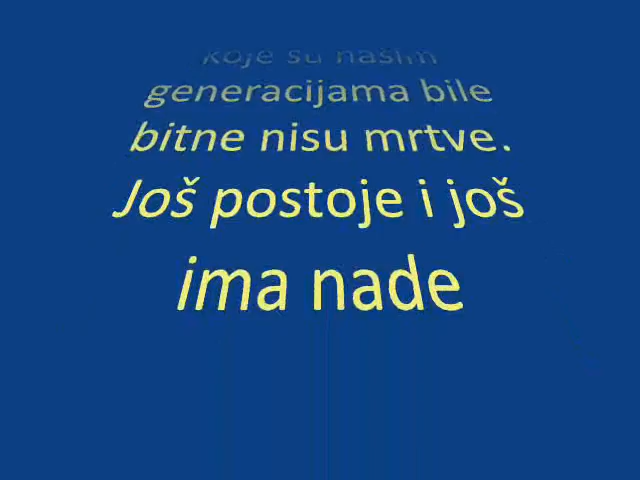 koje su našim
generacijama bile
bitne nisu mrtve.
Još postoje i još
ima nade